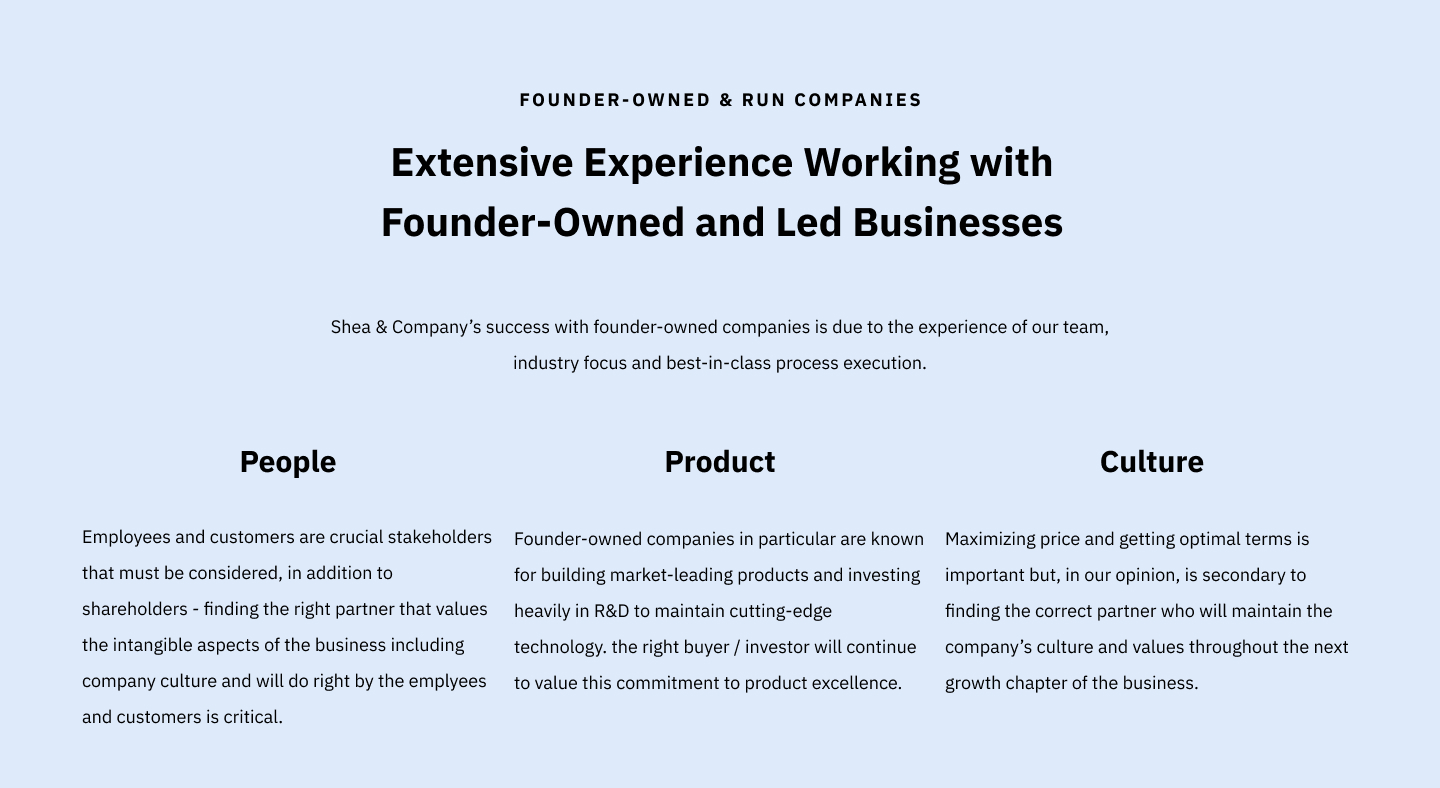 FOUNDER-OWNED & RUN COMPANIES
Extensive Experience Working with
Founder-Owned and Led Businesses
Shea & Company’s success with founder-owned companies is due to the experience of our team,
industry focus and best-in-class process execution.
People
Employees and customers are crucial stakeholders
that must be considered, in addition to
shareholders - finding the right partner that values
the intangible aspects of the business including
company culture and will do right by the emplyees
and customers is critical.
Product
Founder-owned companies in particular are known
for building market-leading products and investing
heavily in R&D to maintain cutting-edge
technology. the right buyer / investor will continue
to value this commitment to product excellence.
Culture
Maximizing price and getting optimal terms is
important but, in our opinion, is secondary to
finding the correct partner who will maintain the
company’s culture and values throughout the next
growth chapter of the business.